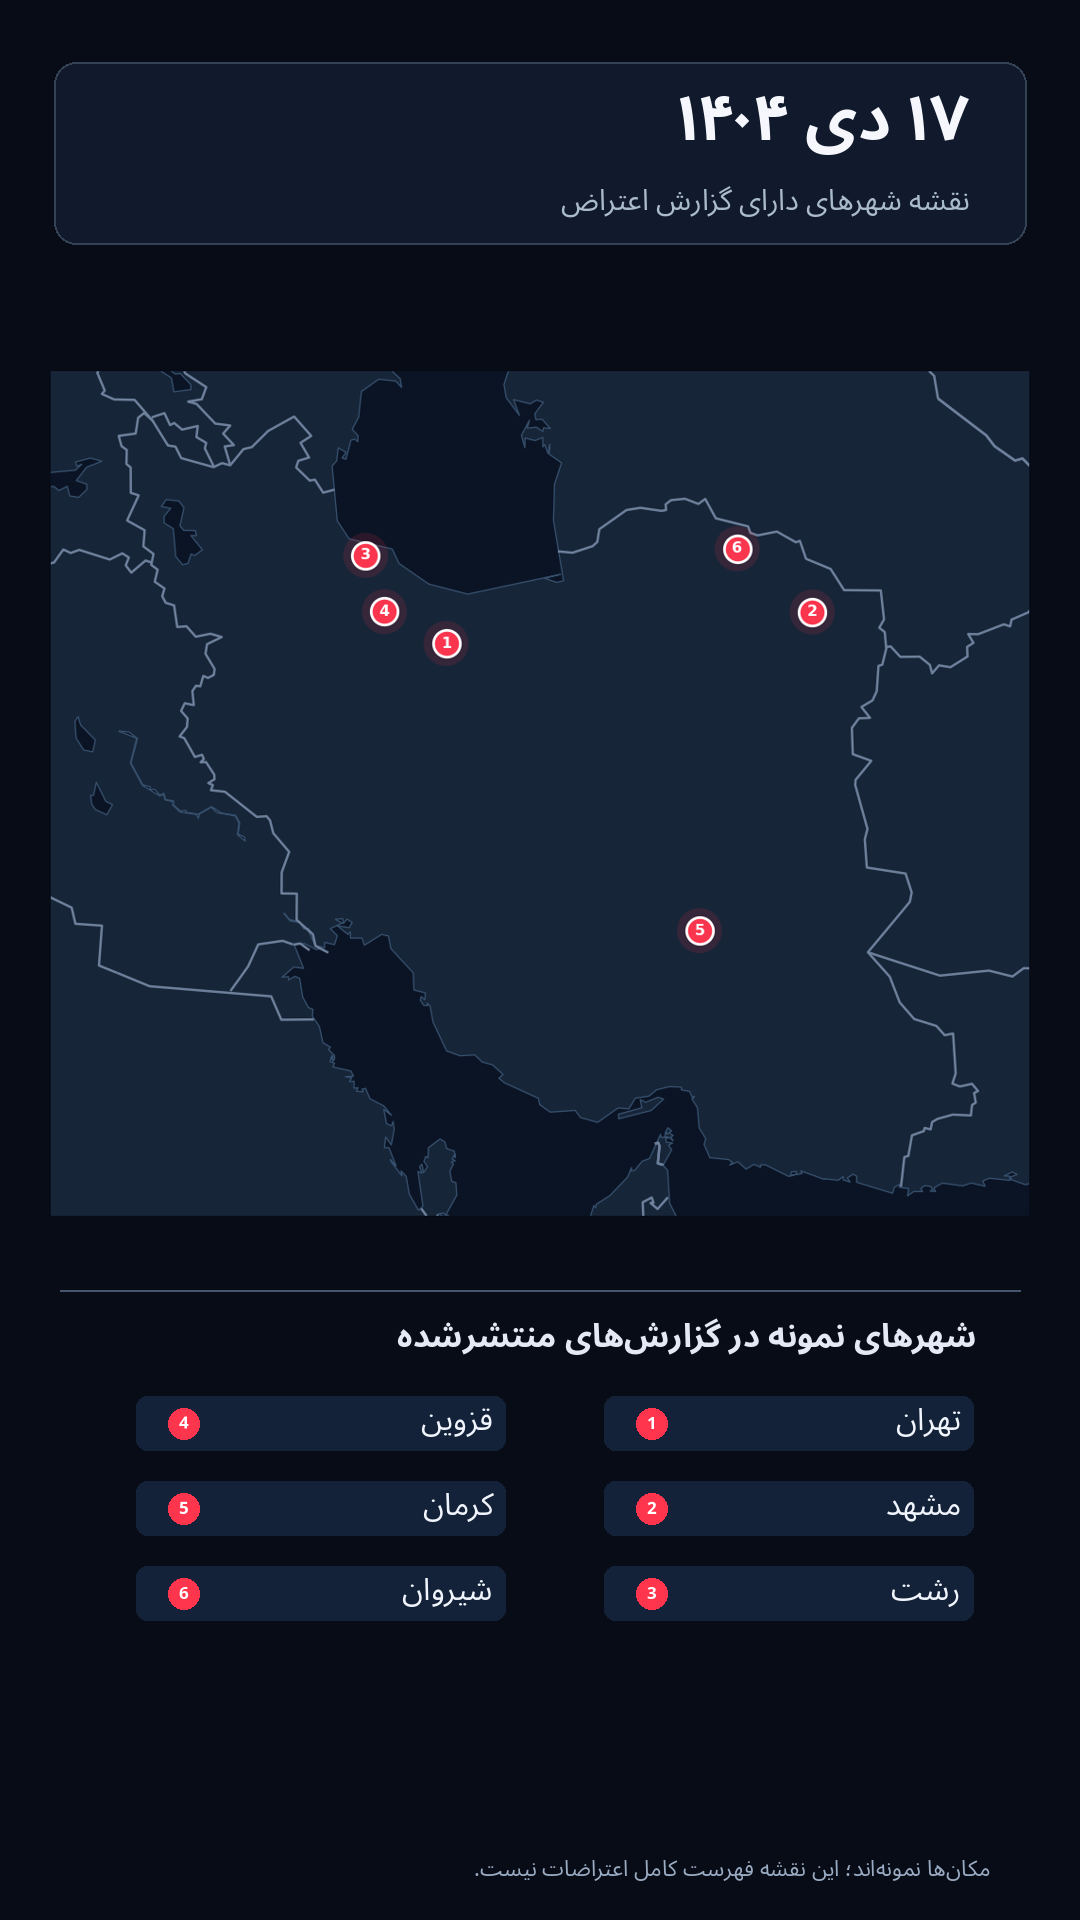 ۱۷ دی ۱۴۰۴
نقشه شهرهای دارای گزارش اعتراض
6
3
4
2
1
5
شهرهای نمونه در گزارش‌های منتشرشده
تهران 1
قزوین 4
مشهد 2
کرمان 5
رشت 3
شیروان 6
مکان‌ها نمونه‌اند؛ این نقشه فهرست کامل اعتراضات نیست.